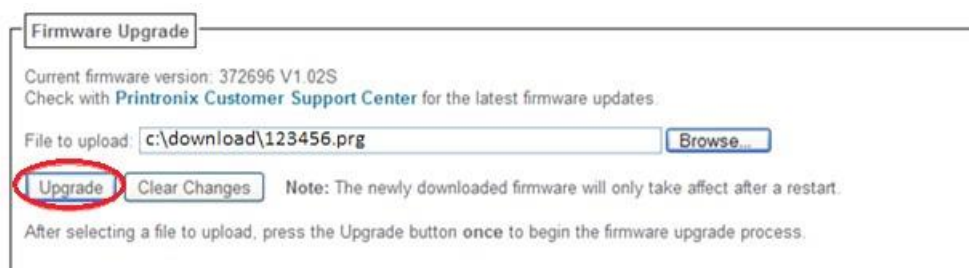 Firmware Upgrade
Current firmware version: 372696 V1.02S
Check with Printronix Customer Support Center for the latest firmware updates.
File to upload: c:\download\123456.prg Browse...
Upgrade Clear Changes Note: The newly downloaded firmware will only take affect after a restart.
After selecting a file to upload, press the Upgrade button once to begin the firmware upgrade process.